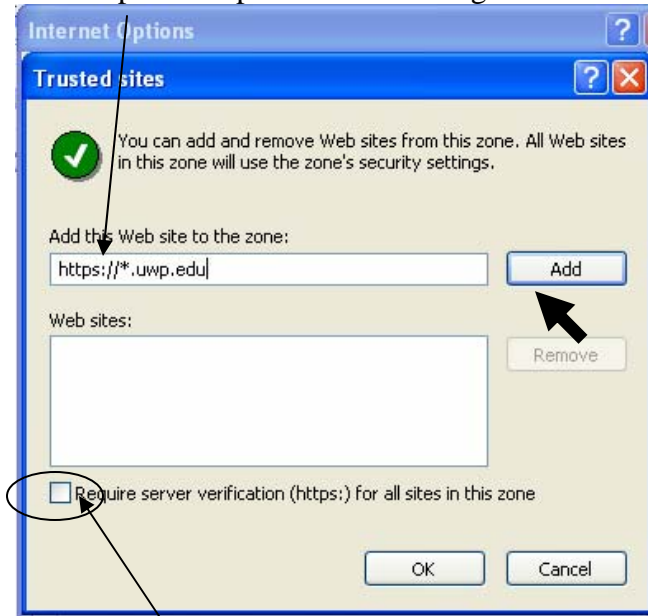 Internet Options
Trusted sites
You can add and remove Web sites from this zone. All Web sites
in this zone will use the zone's security settings.
Add this Web site to the zone:
https://*.uwp.edu
Add
Web sites:
Remove
Require server verification (https:) for all sites in this zone
OK
Cancel